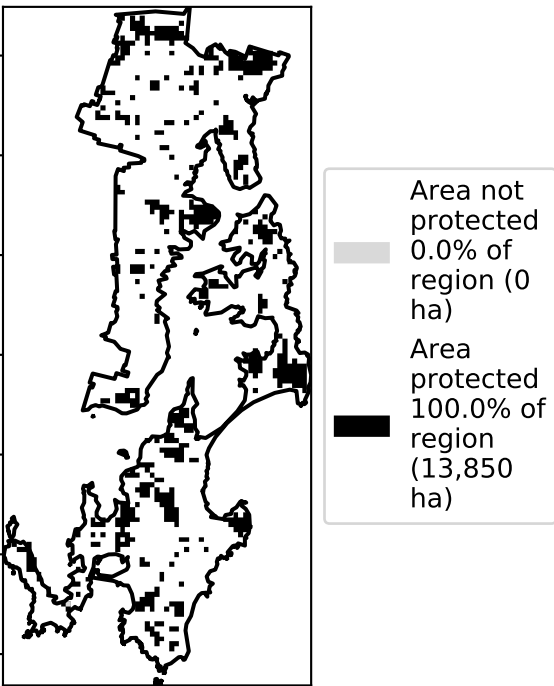 Area not
protected
0.0% of
region (0
ha)
Area
protected
100.0% of
region
(13,850
ha)